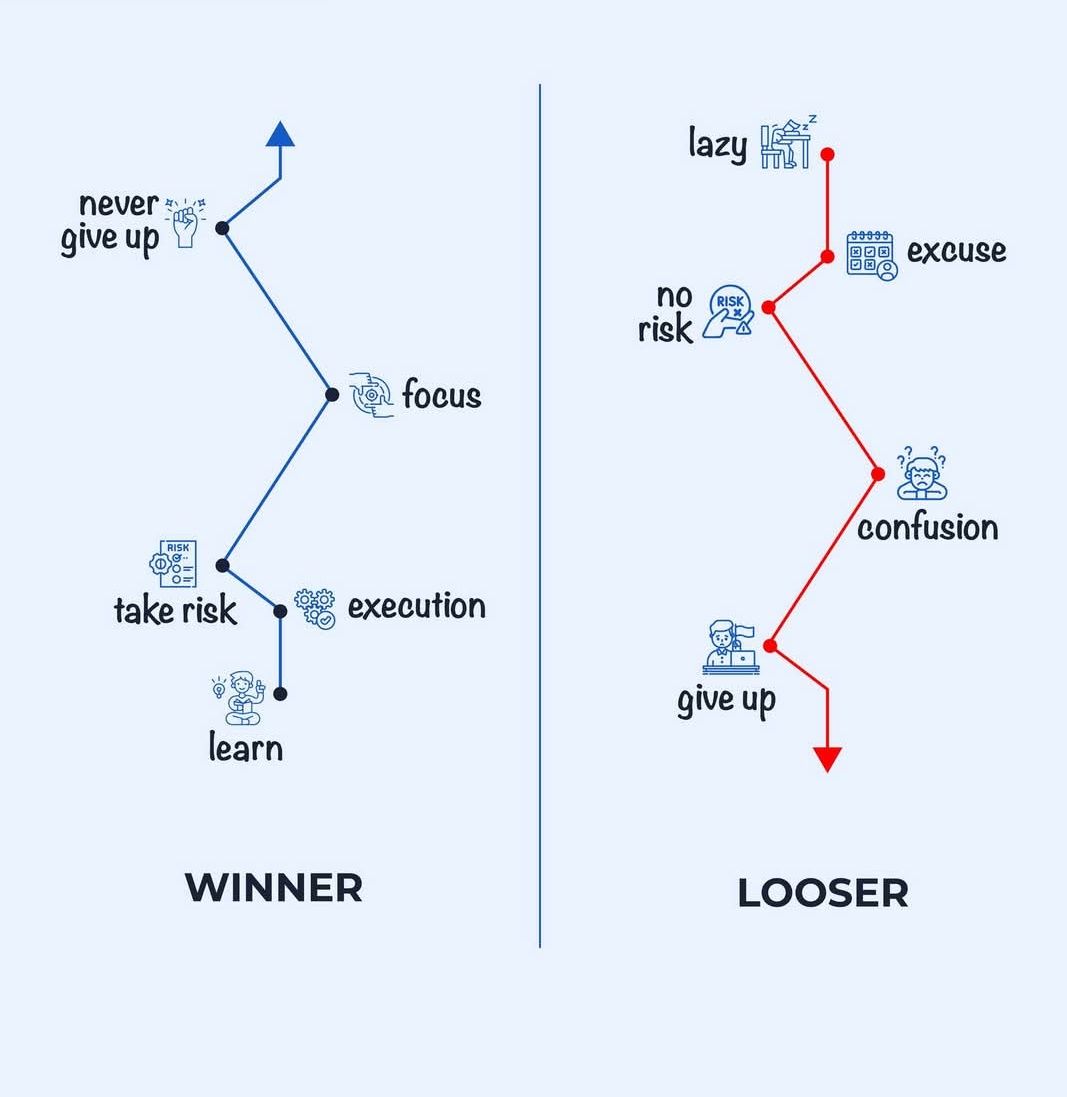 never
give up
focus
RISK
take risk
execution
learn
WINNER
lazy
z z
excuse
no
risk
RISK
? ? ? ?
confusion
give up
LOOSER